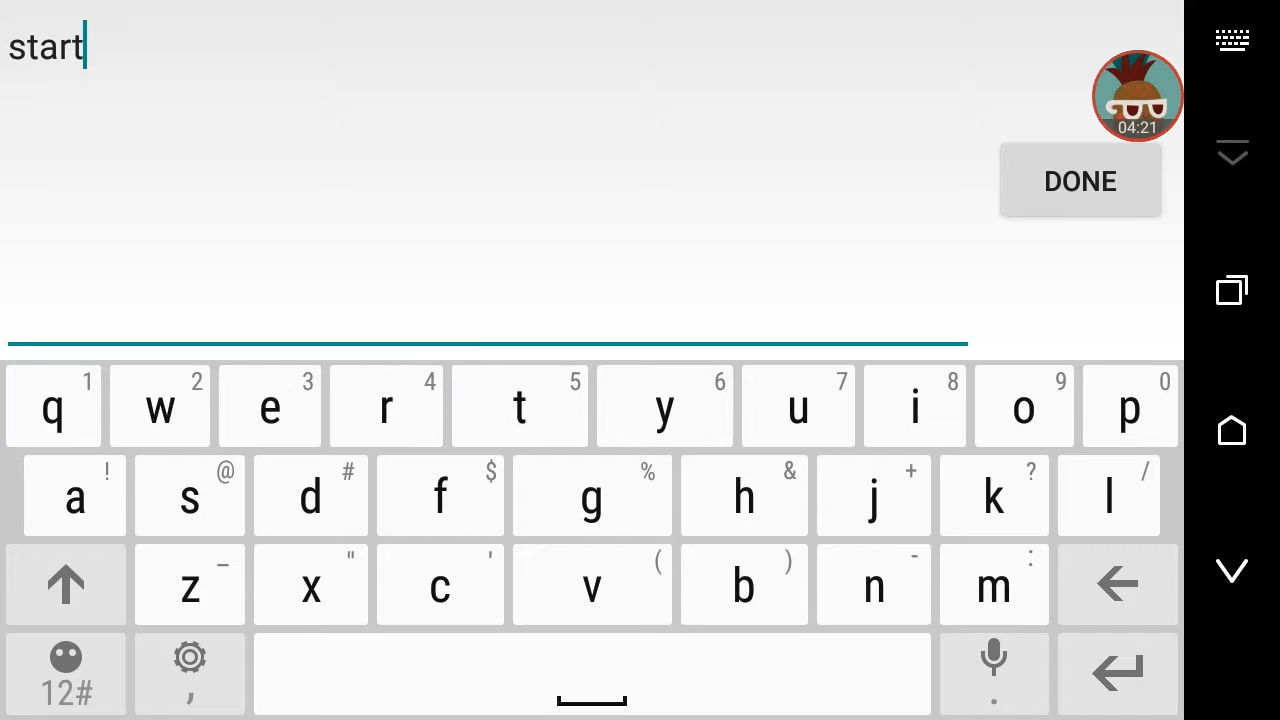 start
04:21
DONE
1 2 3 4 5 6 7 8 9 0
q w e r t y u i o p
! @ # $ % & + ? /
a s d f g h j k l
_ " ' ( ) - :
z x c v b n m
12# , .